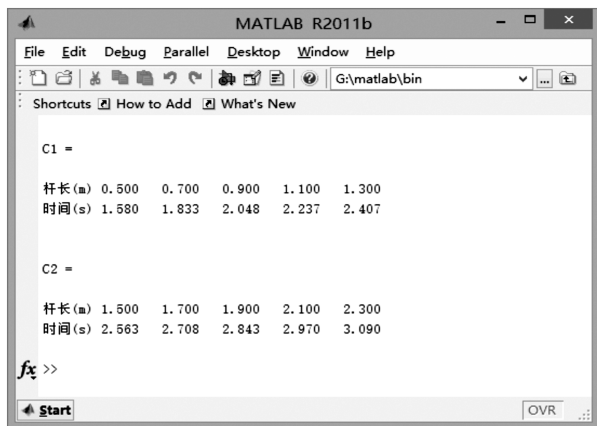 MATLAB R2011b
File Edit Debug Parallel Desktop Window Help
G:\matlab\bin
Shortcuts How to Add What's New
C1 =
杆长(m) 0.500 0.700 0.900 1.100 1.300
时间(s) 1.580 1.833 2.048 2.237 2.407
C2 =
杆长(m) 1.500 1.700 1.900 2.100 2.300
时间(s) 2.563 2.708 2.843 2.970 3.090
fx >>
Start OVR